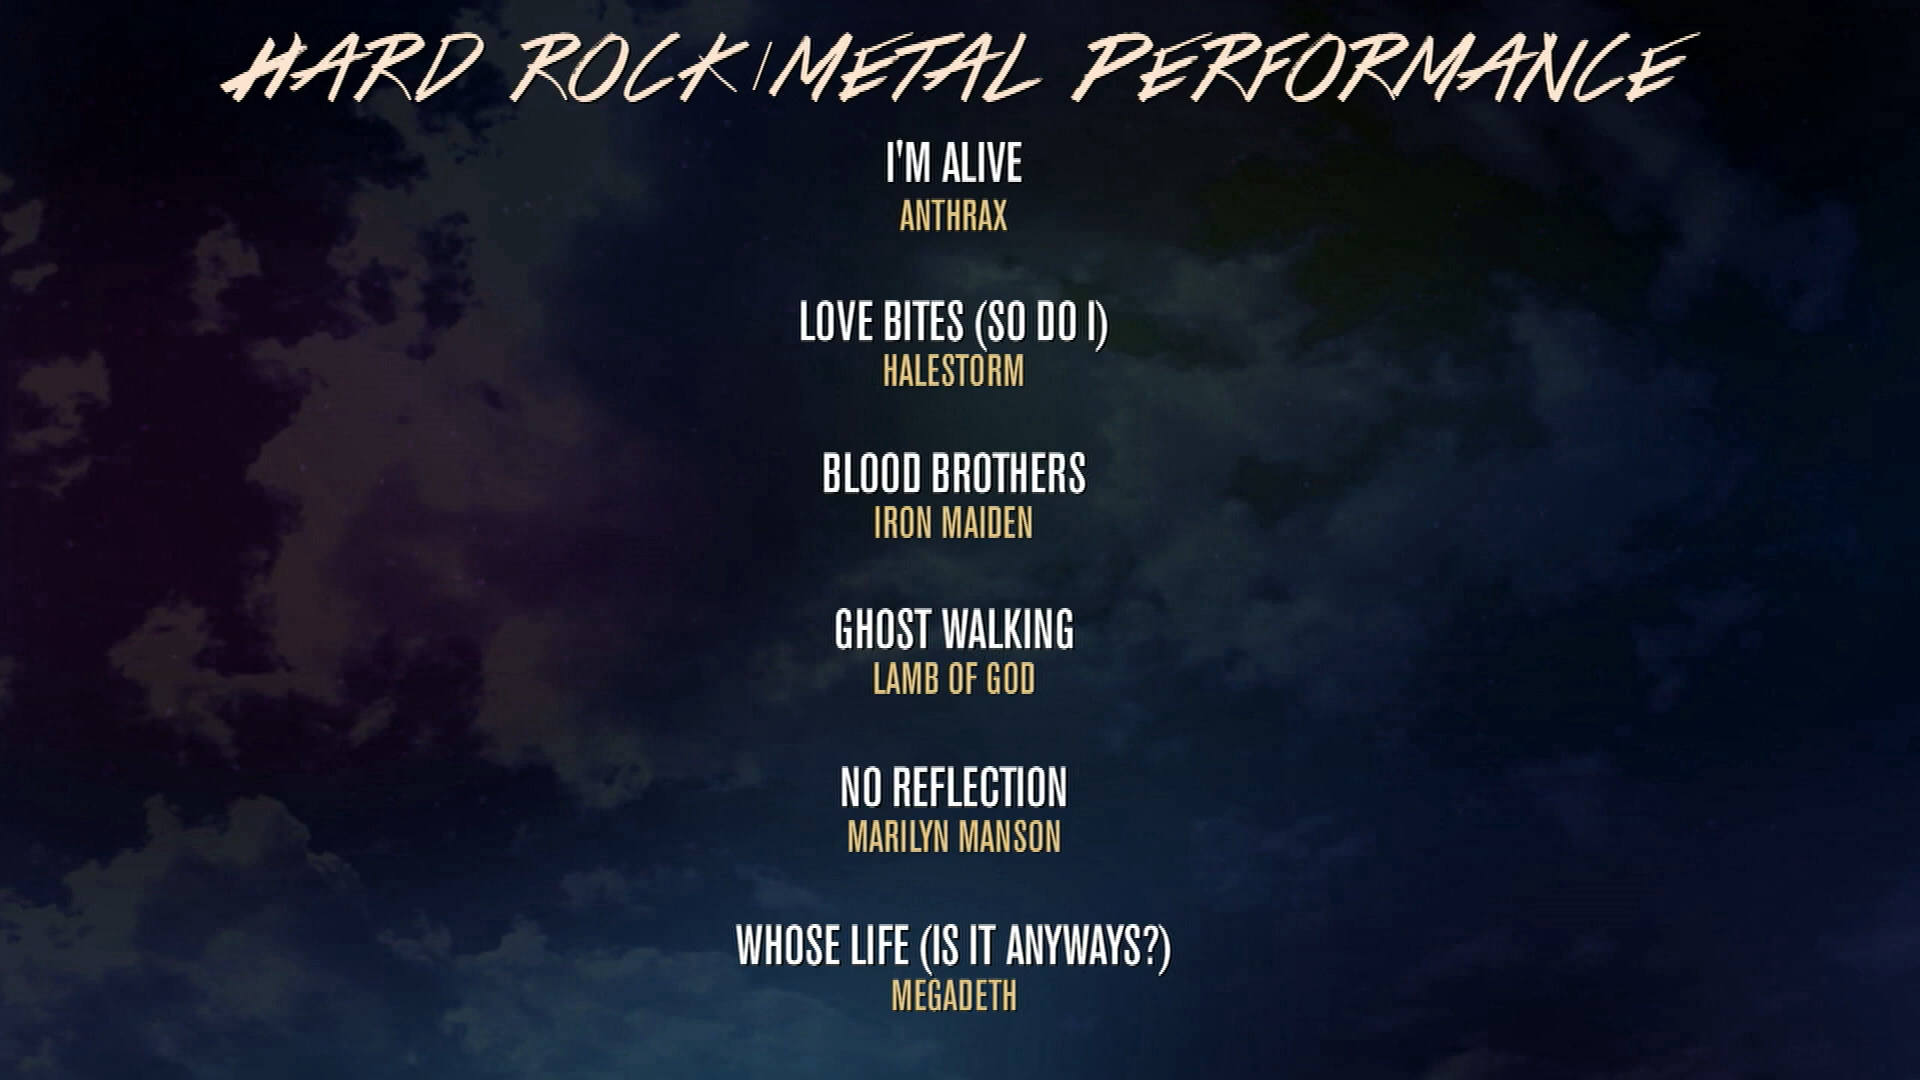 HARD ROCK/METAL PERFORMANCE
I'M ALIVE
ANTHRAX
LOVE BITES (SO DO I)
HALESTORM
BLOOD BROTHERS
IRON MAIDEN
GHOST WALKING
LAMB OF GOD
NO REFLECTION
MARILYN MANSON
WHOSE LIFE (IS IT ANYWAYS?)
MEGADETH